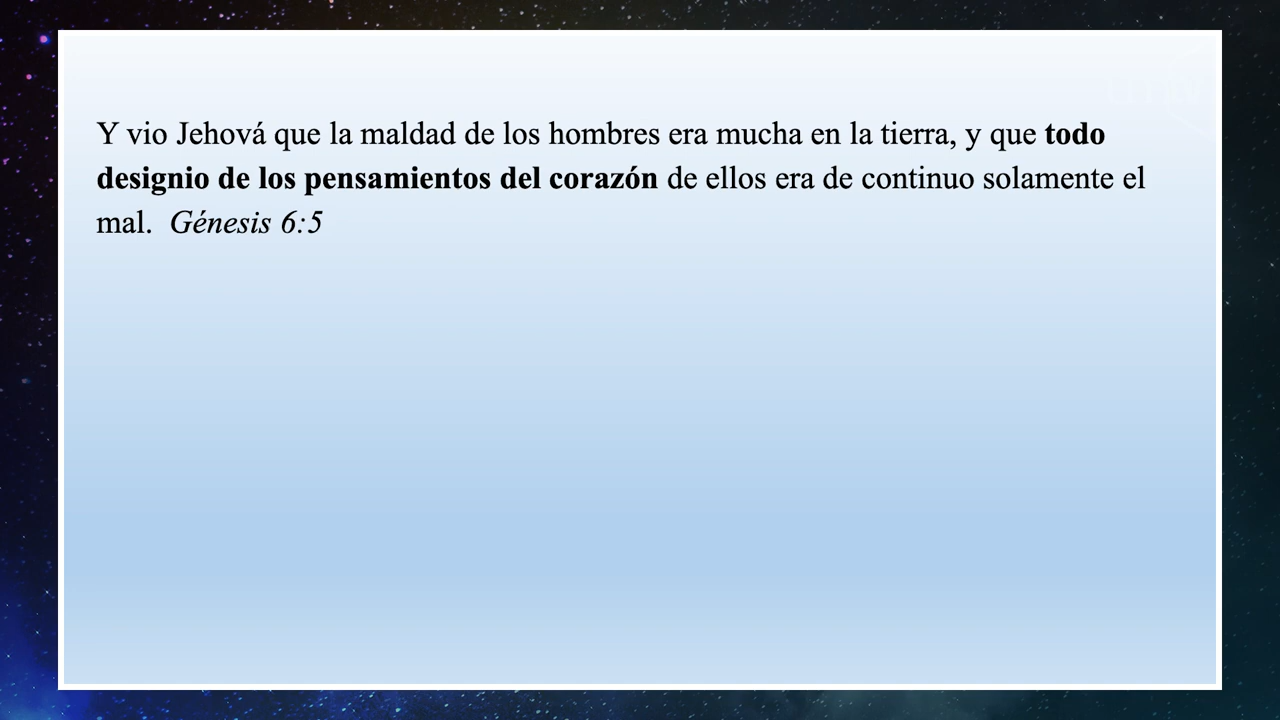 Y vio Jehová que la maldad de los hombres era mucha en la tierra, y que todo
designio de los pensamientos del corazón de ellos era de continuo solamente el
mal. Génesis 6:5